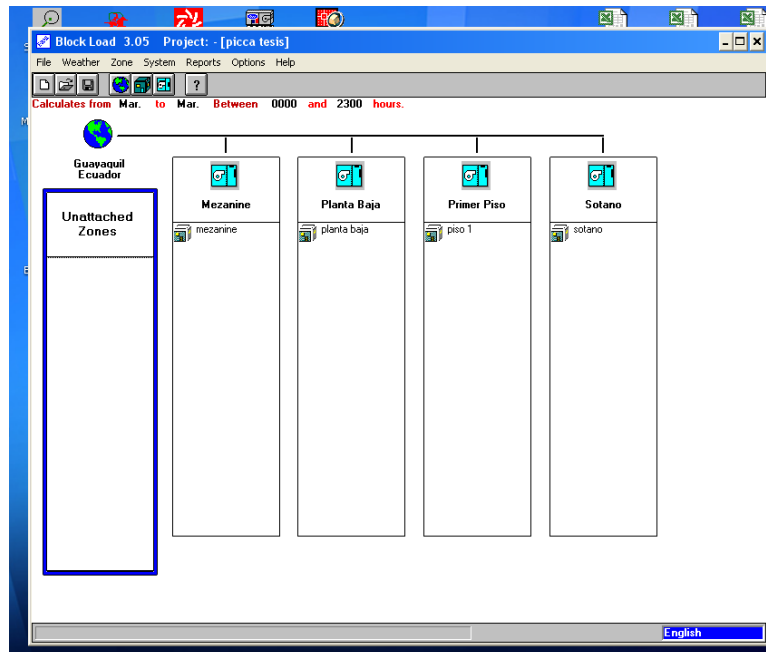 Block Load 3.05 Project: - [picca tesis]
File Weather Zone System Reports Options Help
?
Calculates from Mar. to Mar. Between 0000 and 2300 hours.
Guayaquil
Ecuador
Unattached
Zones
Mezanine
mezanine
Planta Baja
planta baja
Primer Piso
piso 1
Sotano
sotano
English